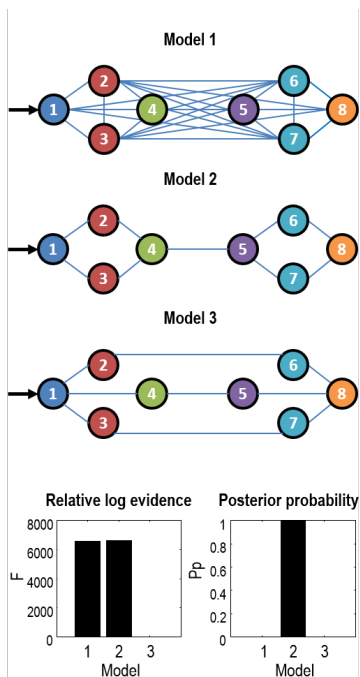 Model 1
2 6
1 4 5 8
3 7
Model 2
2 6
1 4 5 8
3 7
Model 3
2 6
1 4 5 8
3 7
Relative log evidence
8000
6000
4000
2000
0
F
1 2 3
Model
Posterior probability
1
0.8
0.6
0.4
0.2
0
Pp
1 2 3
Model